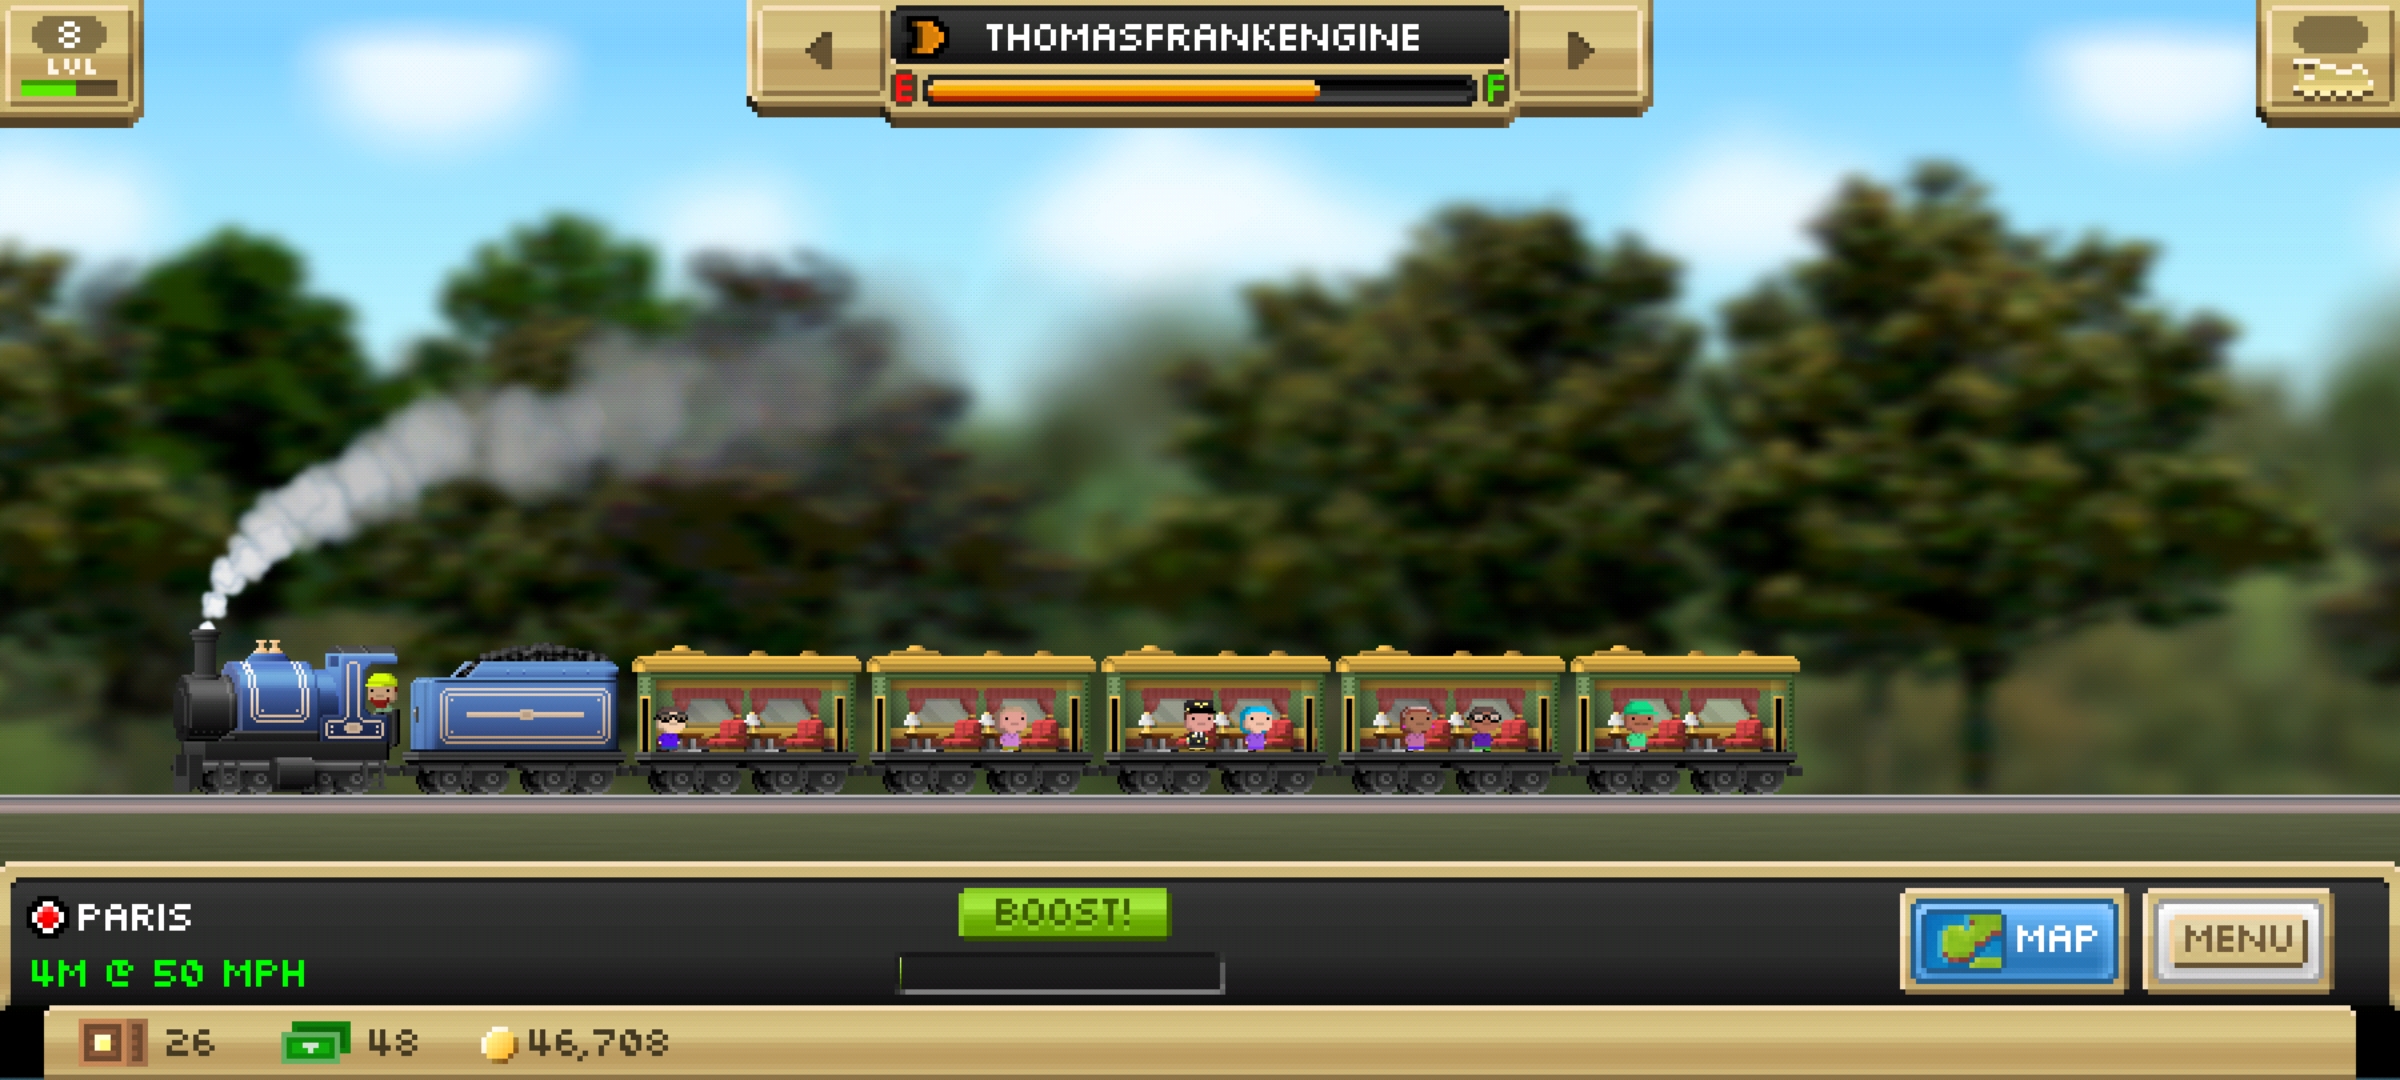 8
LVL
THOMASFRANKENGINE
E F
PARIS
4M @ 50 MPH
BOOST!
MAP
MENU
26 48 46,708